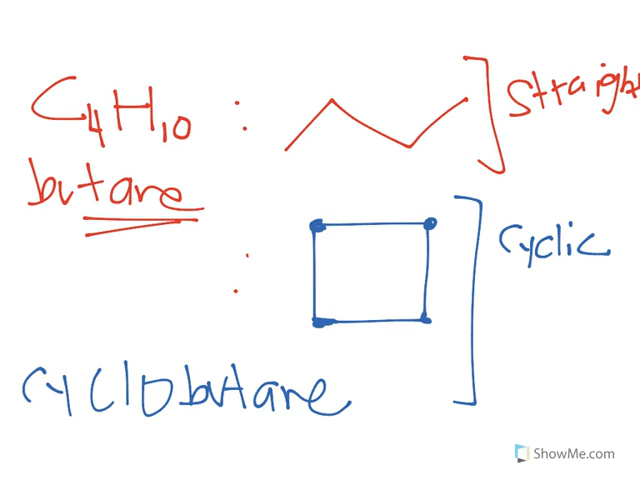 C₄H₁₀ :
Straight
butane
cyclic
:
cyclobutane
ShowMe.com